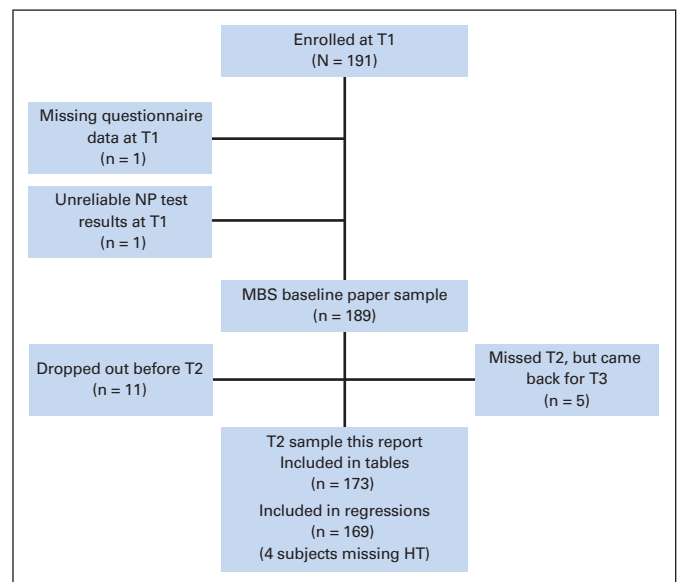 Enrolled at T1
(N = 191)
Missing questionnaire
data at T1
(n = 1)
Unreliable NP test
results at T1
(n = 1)
MBS baseline paper sample
(n = 189)
Dropped out before T2
(n = 11)
Missed T2, but came
back for T3
(n = 5)
T2 sample this report
Included in tables
(n = 173)
Included in regressions
(n = 169)
(4 subjects missing HT)